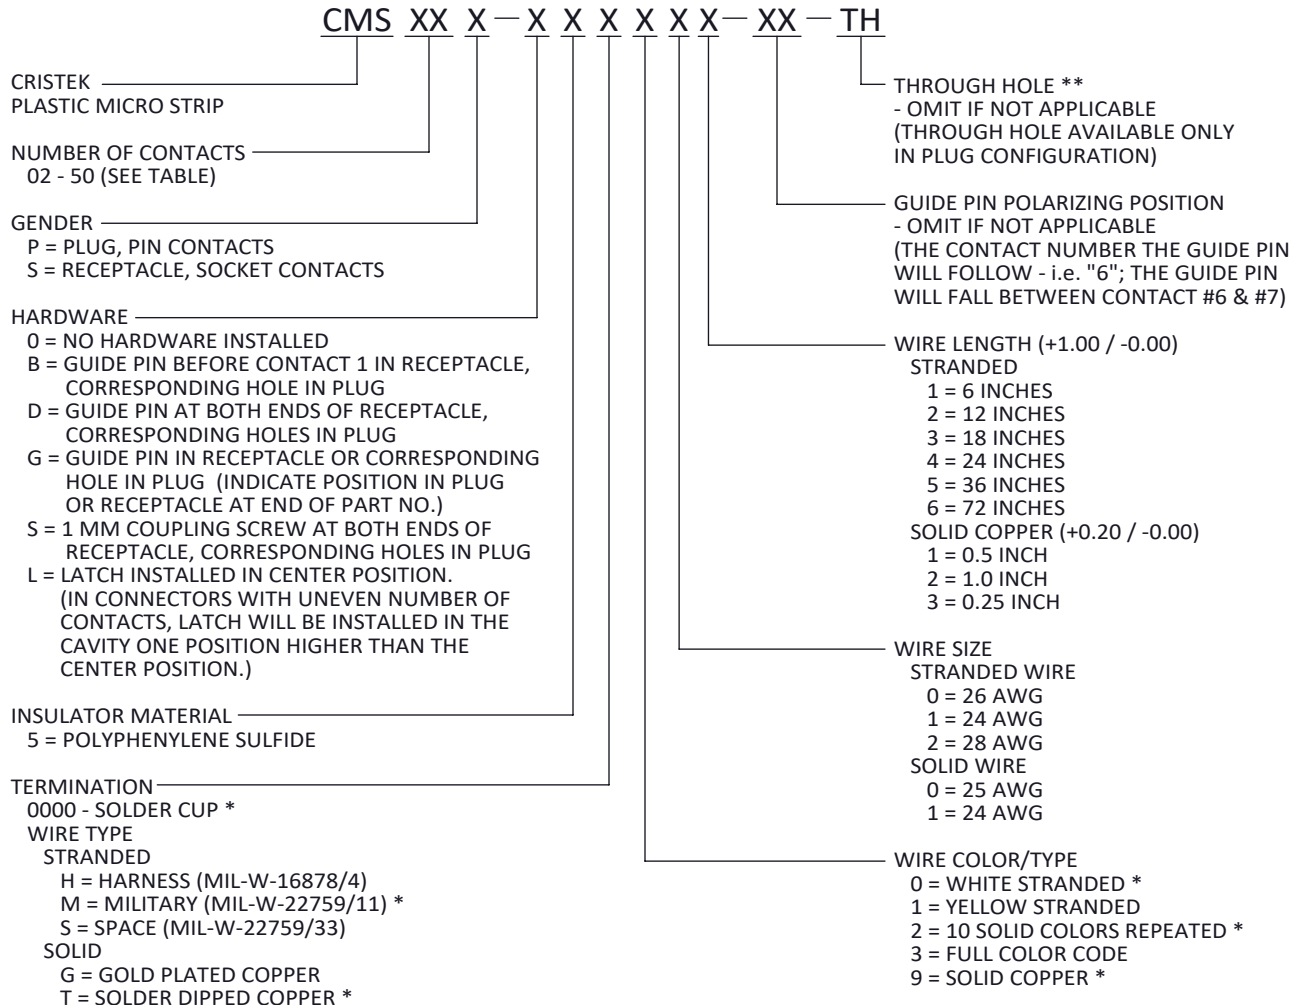 CMS XX X — X X X X X X — XX — TH
CRISTEK
PLASTIC MICRO STRIP
NUMBER OF CONTACTS
02 - 50 (SEE TABLE)
GENDER
P = PLUG, PIN CONTACTS
S = RECEPTACLE, SOCKET CONTACTS
HARDWARE
0 = NO HARDWARE INSTALLED
B = GUIDE PIN BEFORE CONTACT 1 IN RECEPTACLE,
CORRESPONDING HOLE IN PLUG
D = GUIDE PIN AT BOTH ENDS OF RECEPTACLE,
CORRESPONDING HOLES IN PLUG
G = GUIDE PIN IN RECEPTACLE OR CORRESPONDING
HOLE IN PLUG (INDICATE POSITION IN PLUG
OR RECEPTACLE AT END OF PART NO.)
S = 1 MM COUPLING SCREW AT BOTH ENDS OF
RECEPTACLE, CORRESPONDING HOLES IN PLUG
L = LATCH INSTALLED IN CENTER POSITION.
(IN CONNECTORS WITH UNEVEN NUMBER OF
CONTACTS, LATCH WILL BE INSTALLED IN THE
CAVITY ONE POSITION HIGHER THAN THE
CENTER POSITION.)
INSULATOR MATERIAL
5 = POLYPHENYLENE SULFIDE
TERMINATION
0000 - SOLDER CUP *
WIRE TYPE
STRANDED
H = HARNESS (MIL-W-16878/4)
M = MILITARY (MIL-W-22759/11) *
S = SPACE (MIL-W-22759/33)
SOLID
G = GOLD PLATED COPPER
T = SOLDER DIPPED COPPER *
THROUGH HOLE **
- OMIT IF NOT APPLICABLE
(THROUGH HOLE AVAILABLE ONLY
IN PLUG CONFIGURATION)
GUIDE PIN POLARIZING POSITION
- OMIT IF NOT APPLICABLE
(THE CONTACT NUMBER THE GUIDE PIN
WILL FOLLOW - i.e. "6"; THE GUIDE PIN
WILL FALL BETWEEN CONTACT #6 & #7)
WIRE LENGTH (+1.00 / -0.00)
STRANDED
1 = 6 INCHES
2 = 12 INCHES
3 = 18 INCHES
4 = 24 INCHES
5 = 36 INCHES
6 = 72 INCHES
SOLID COPPER (+0.20 / -0.00)
1 = 0.5 INCH
2 = 1.0 INCH
3 = 0.25 INCH
WIRE SIZE
STRANDED WIRE
0 = 26 AWG
1 = 24 AWG
2 = 28 AWG
SOLID WIRE
0 = 25 AWG
1 = 24 AWG
WIRE COLOR/TYPE
0 = WHITE STRANDED *
1 = YELLOW STRANDED
2 = 10 SOLID COLORS REPEATED *
3 = FULL COLOR CODE
9 = SOLID COPPER *